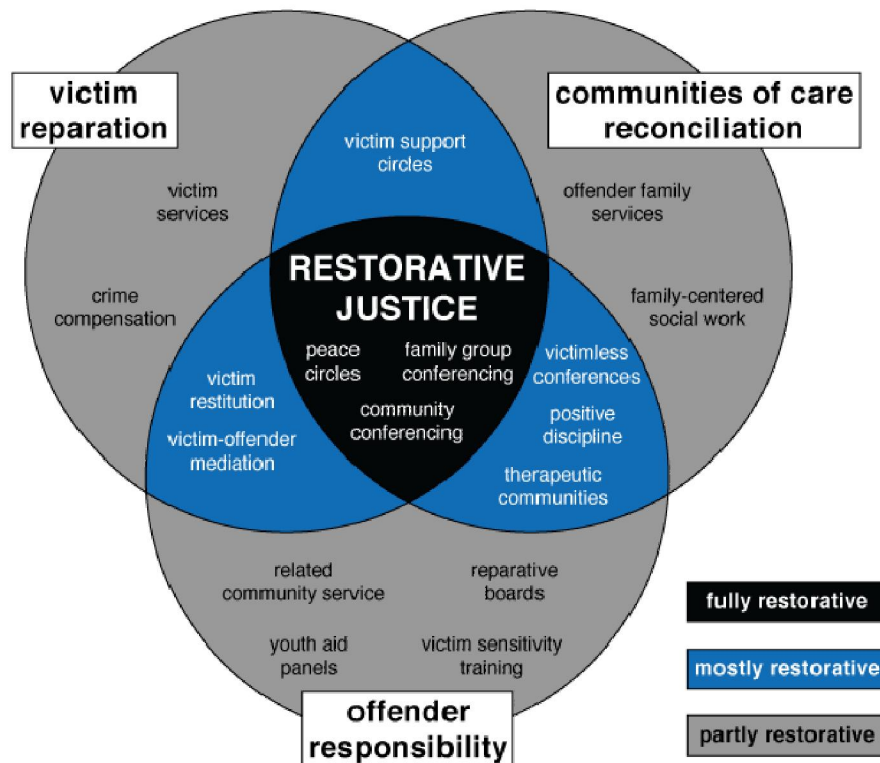 victim
reparation
communities of care
reconciliation
victim support
circles
victim
services
offender family
services
RESTORATIVE
JUSTICE
crime
compensation
family-centered
social work
peace
circles
family group
conferencing
victimless
conferences
victim
restitution
community
conferencing
positive
discipline
victim-offender
mediation
therapeutic
communities
related
community service
reparative
boards
youth aid
panels
victim sensitivity
training
offender
responsibility
fully restorative
mostly restorative
partly restorative